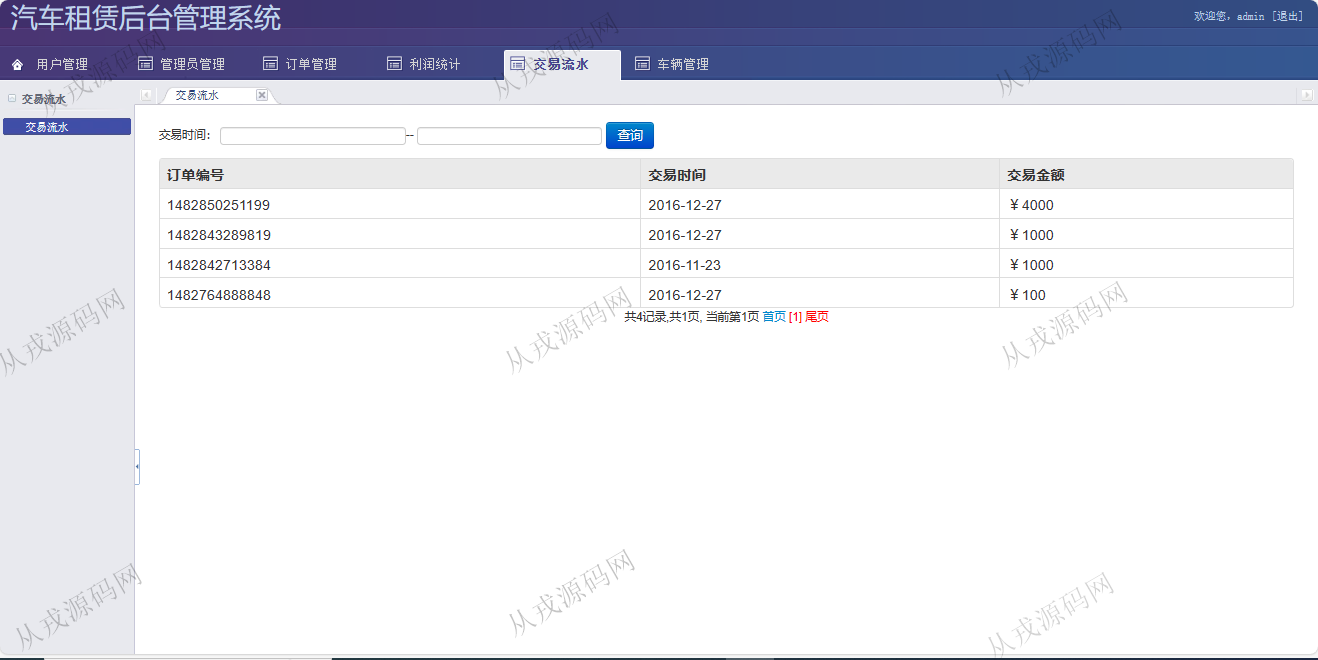 汽车租赁后台管理系统
欢迎您，admin [退出]
用户管理 管理员管理 订单管理 利润统计 交易流水 车辆管理
交易流水 交易流水
交易流水
交易时间： -- 查询
订单编号 交易时间 交易金额
1482850251199 2016-12-27 ¥ 4000
1482843289819 2016-12-27 ¥ 1000
1482842713384 2016-11-23 ¥ 1000
1482764888848 2016-12-27 ¥ 100
共4记录,共1页, 当前第1页 首页 [1] 尾页
从戎源码网
从戎源码网
从戎源码网
从戎源码网
从戎源码网
从戎源码网
从戎源码网
从戎源码网
从戎源码网